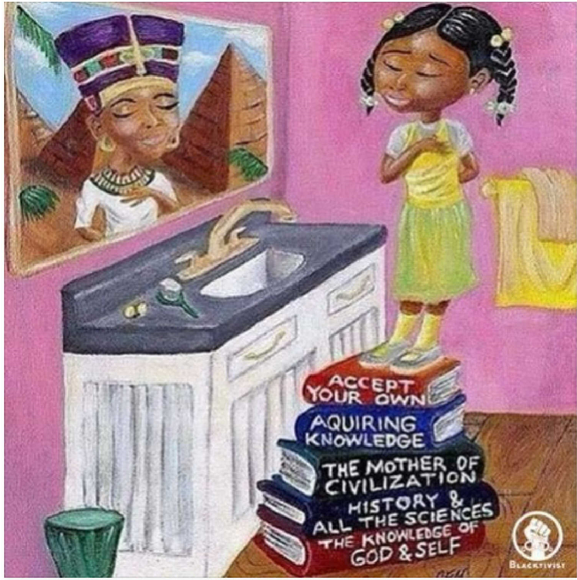 ACCEPT
YOUR OWN
AQUIRING
KNOWLEDGE
THE MOTHER OF
CIVILIZATION
HISTORY &
ALL THE SCIENCES
THE KNOWLEDGE OF
GOD & SELF
BLACKTIVIST